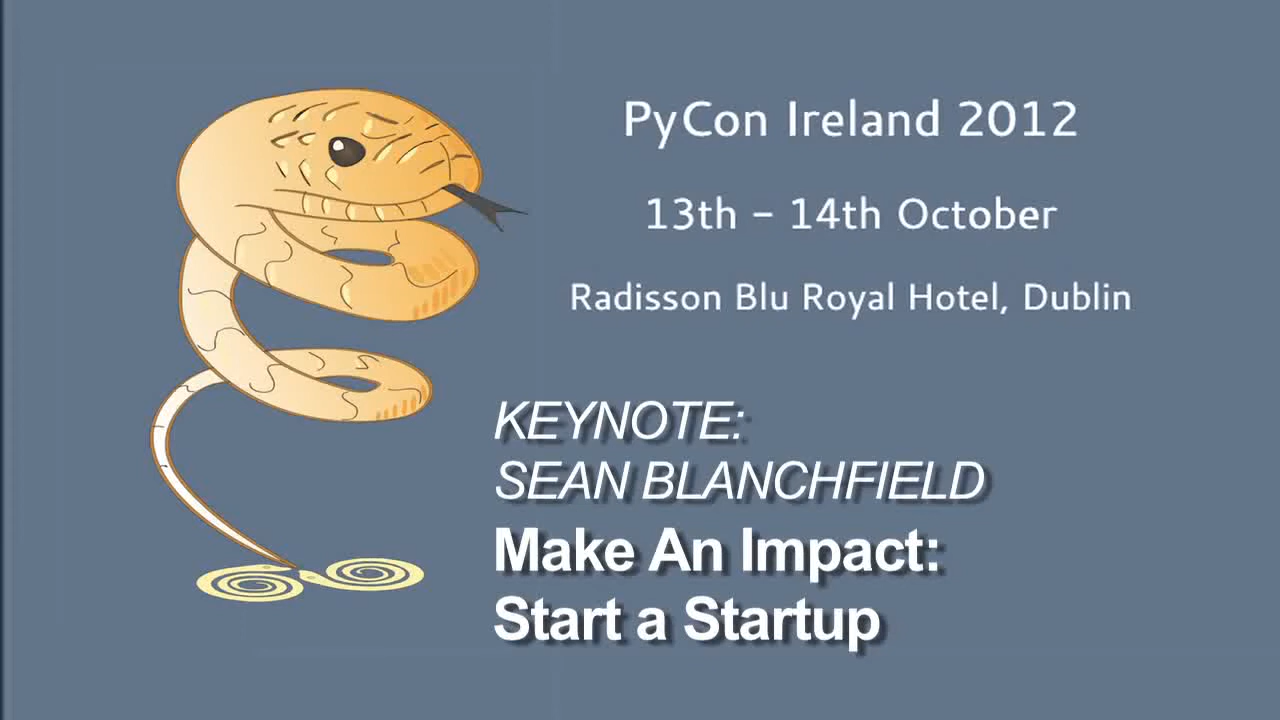 PyCon Ireland 2012
13th - 14th October
Radisson Blu Royal Hotel, Dublin
KEYNOTE:
SEAN BLANCHFIELD
Make An Impact:
Start a Startup